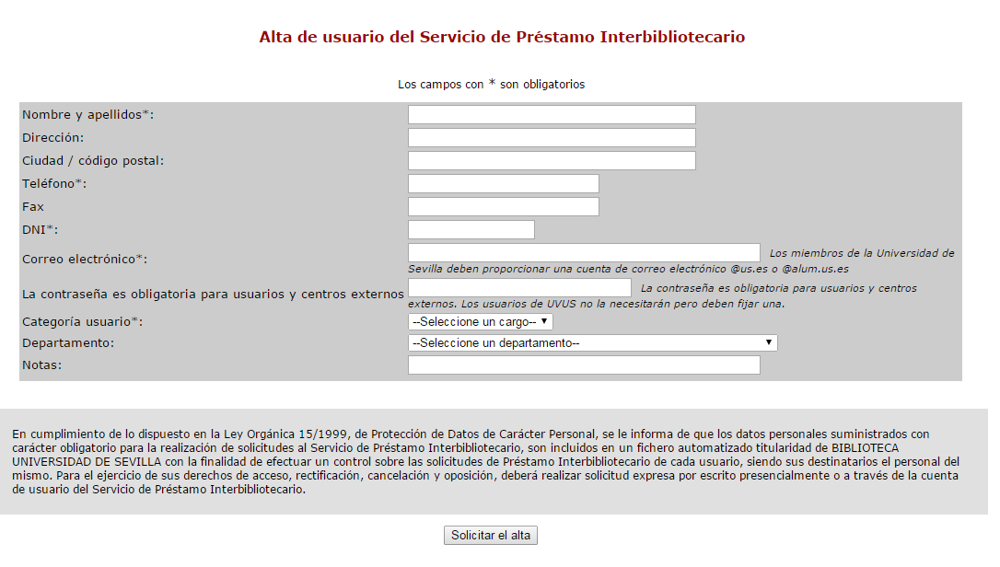 Alta de usuario del Servicio de Préstamo Interbibliotecario
Los campos con * son obligatorios
Nombre y apellidos*:
Dirección:
Ciudad / código postal:
Teléfono*:
Fax
DNI*:
Correo electrónico*: Los miembros de la Universidad de
Sevilla deben proporcionar una cuenta de correo electrónico @us.es o @alum.us.es
La contraseña es obligatoria para usuarios y centros externos La contraseña es obligatoria para usuarios y centros
externos. Los usuarios de UVUS no la necesitarán pero deben fijar una.
Categoría usuario*: --Seleccione un cargo--
Departamento: --Seleccione un departamento--
Notas:
En cumplimiento de lo dispuesto en la Ley Orgánica 15/1999, de Protección de Datos de Carácter Personal, se le informa de que los datos personales suministrados con
carácter obligatorio para la realización de solicitudes al Servicio de Préstamo Interbibliotecario, son incluidos en un fichero automatizado titularidad de BIBLIOTECA
UNIVERSIDAD DE SEVILLA con la finalidad de efectuar un control sobre las solicitudes de Préstamo Interbibliotecario de cada usuario, siendo sus destinatarios el personal del
mismo. Para el ejercicio de sus derechos de acceso, rectificación, cancelación y oposición, deberá realizar solicitud expresa por escrito presencialmente o a través de la cuenta
de usuario del Servicio de Préstamo Interbibliotecario.
Solicitar el alta